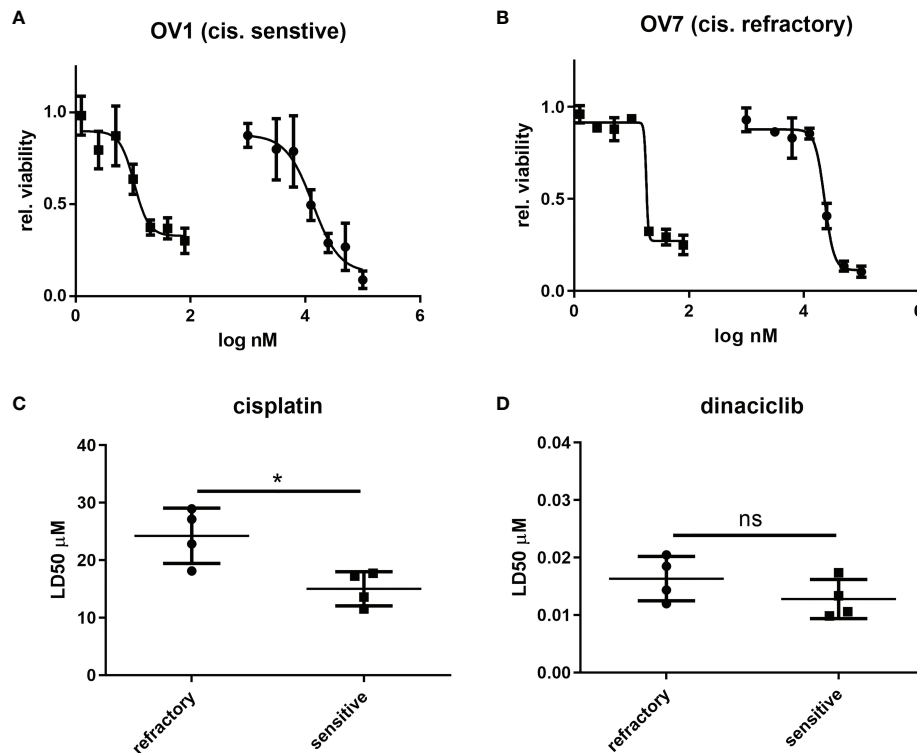 A
OV1 (cis. senstive)
rel. viability
1.0
0.5
0.0
0
2
4
6
log nM
B
OV7 (cis. refractory)
rel. viability
1.0
0.5
0.0
0
2
4
6
log nM
C
cisplatin
LD50 μM
40
30
20
10
0
*
refractory
sensitive
D
dinaciclib
LD50 μM
0.04
0.03
0.02
0.01
0.00
ns
refractory
sensitive